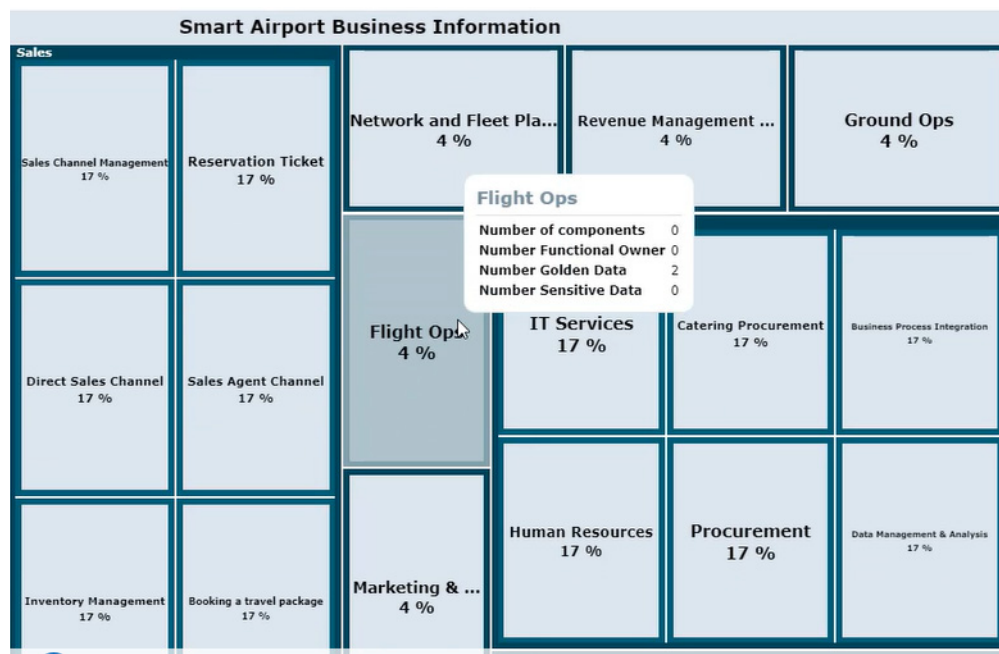 Smart Airport Business Information
Sales
Sales Channel Management
17 %
Reservation Ticket
17 %
Network and Fleet Pla...
4 %
Revenue Management ...
4 %
Ground Ops
4 %
Flight Ops
Number of components 0
Number Functional Owner 0
Number Golden Data 2
Number Sensitive Data 0
Direct Sales Channel
17 %
Sales Agent Channel
17 %
Flight Ops
4 %
IT Services
17 %
Catering Procurement
17 %
Business Process Integration
17 %
Human Resources
17 %
Procurement
17 %
Data Management & Analysis
17 %
Inventory Management
17 %
Booking a travel package
17 %
Marketing & ...
4 %